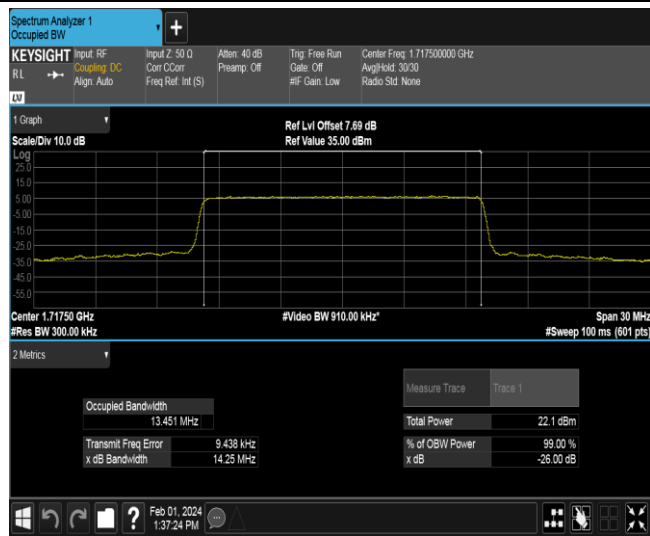 Spectrum Analyzer 1
Occupied BW
+
KEYSIGHT
RL
LXI
Input: RF
Coupling: DC
Align: Auto
Input Z: 50 Ω
Corr CCorr
Freq Ref: Int (S)
Atten: 40 dB
Preamp: Off
Trig: Free Run
Gate: Off
#IF Gain: Low
Center Freq: 1.717500000 GHz
Avg|Hold: 30/30
Radio Std: None
1 Graph
Scale/Div 10.0 dB
Ref Lvl Offset 7.69 dB
Ref Value 35.00 dBm
Log
25.0
15.0
5.00
-5.00
-15.0
-25.0
-35.0
-45.0
-55.0
Center 1.71750 GHz
#Res BW 300.00 kHz
#Video BW 910.00 kHz*
Span 30 MHz
#Sweep 100 ms (601 pts)
2 Metrics
Measure Trace Trace 1
Occupied Bandwidth
13.451 MHz
Total Power 22.1 dBm
Transmit Freq Error 9.438 kHz
% of OBW Power 99.00 %
x dB Bandwidth 14.25 MHz
x dB -26.00 dB
?
Feb 01, 2024
1:37:24 PM